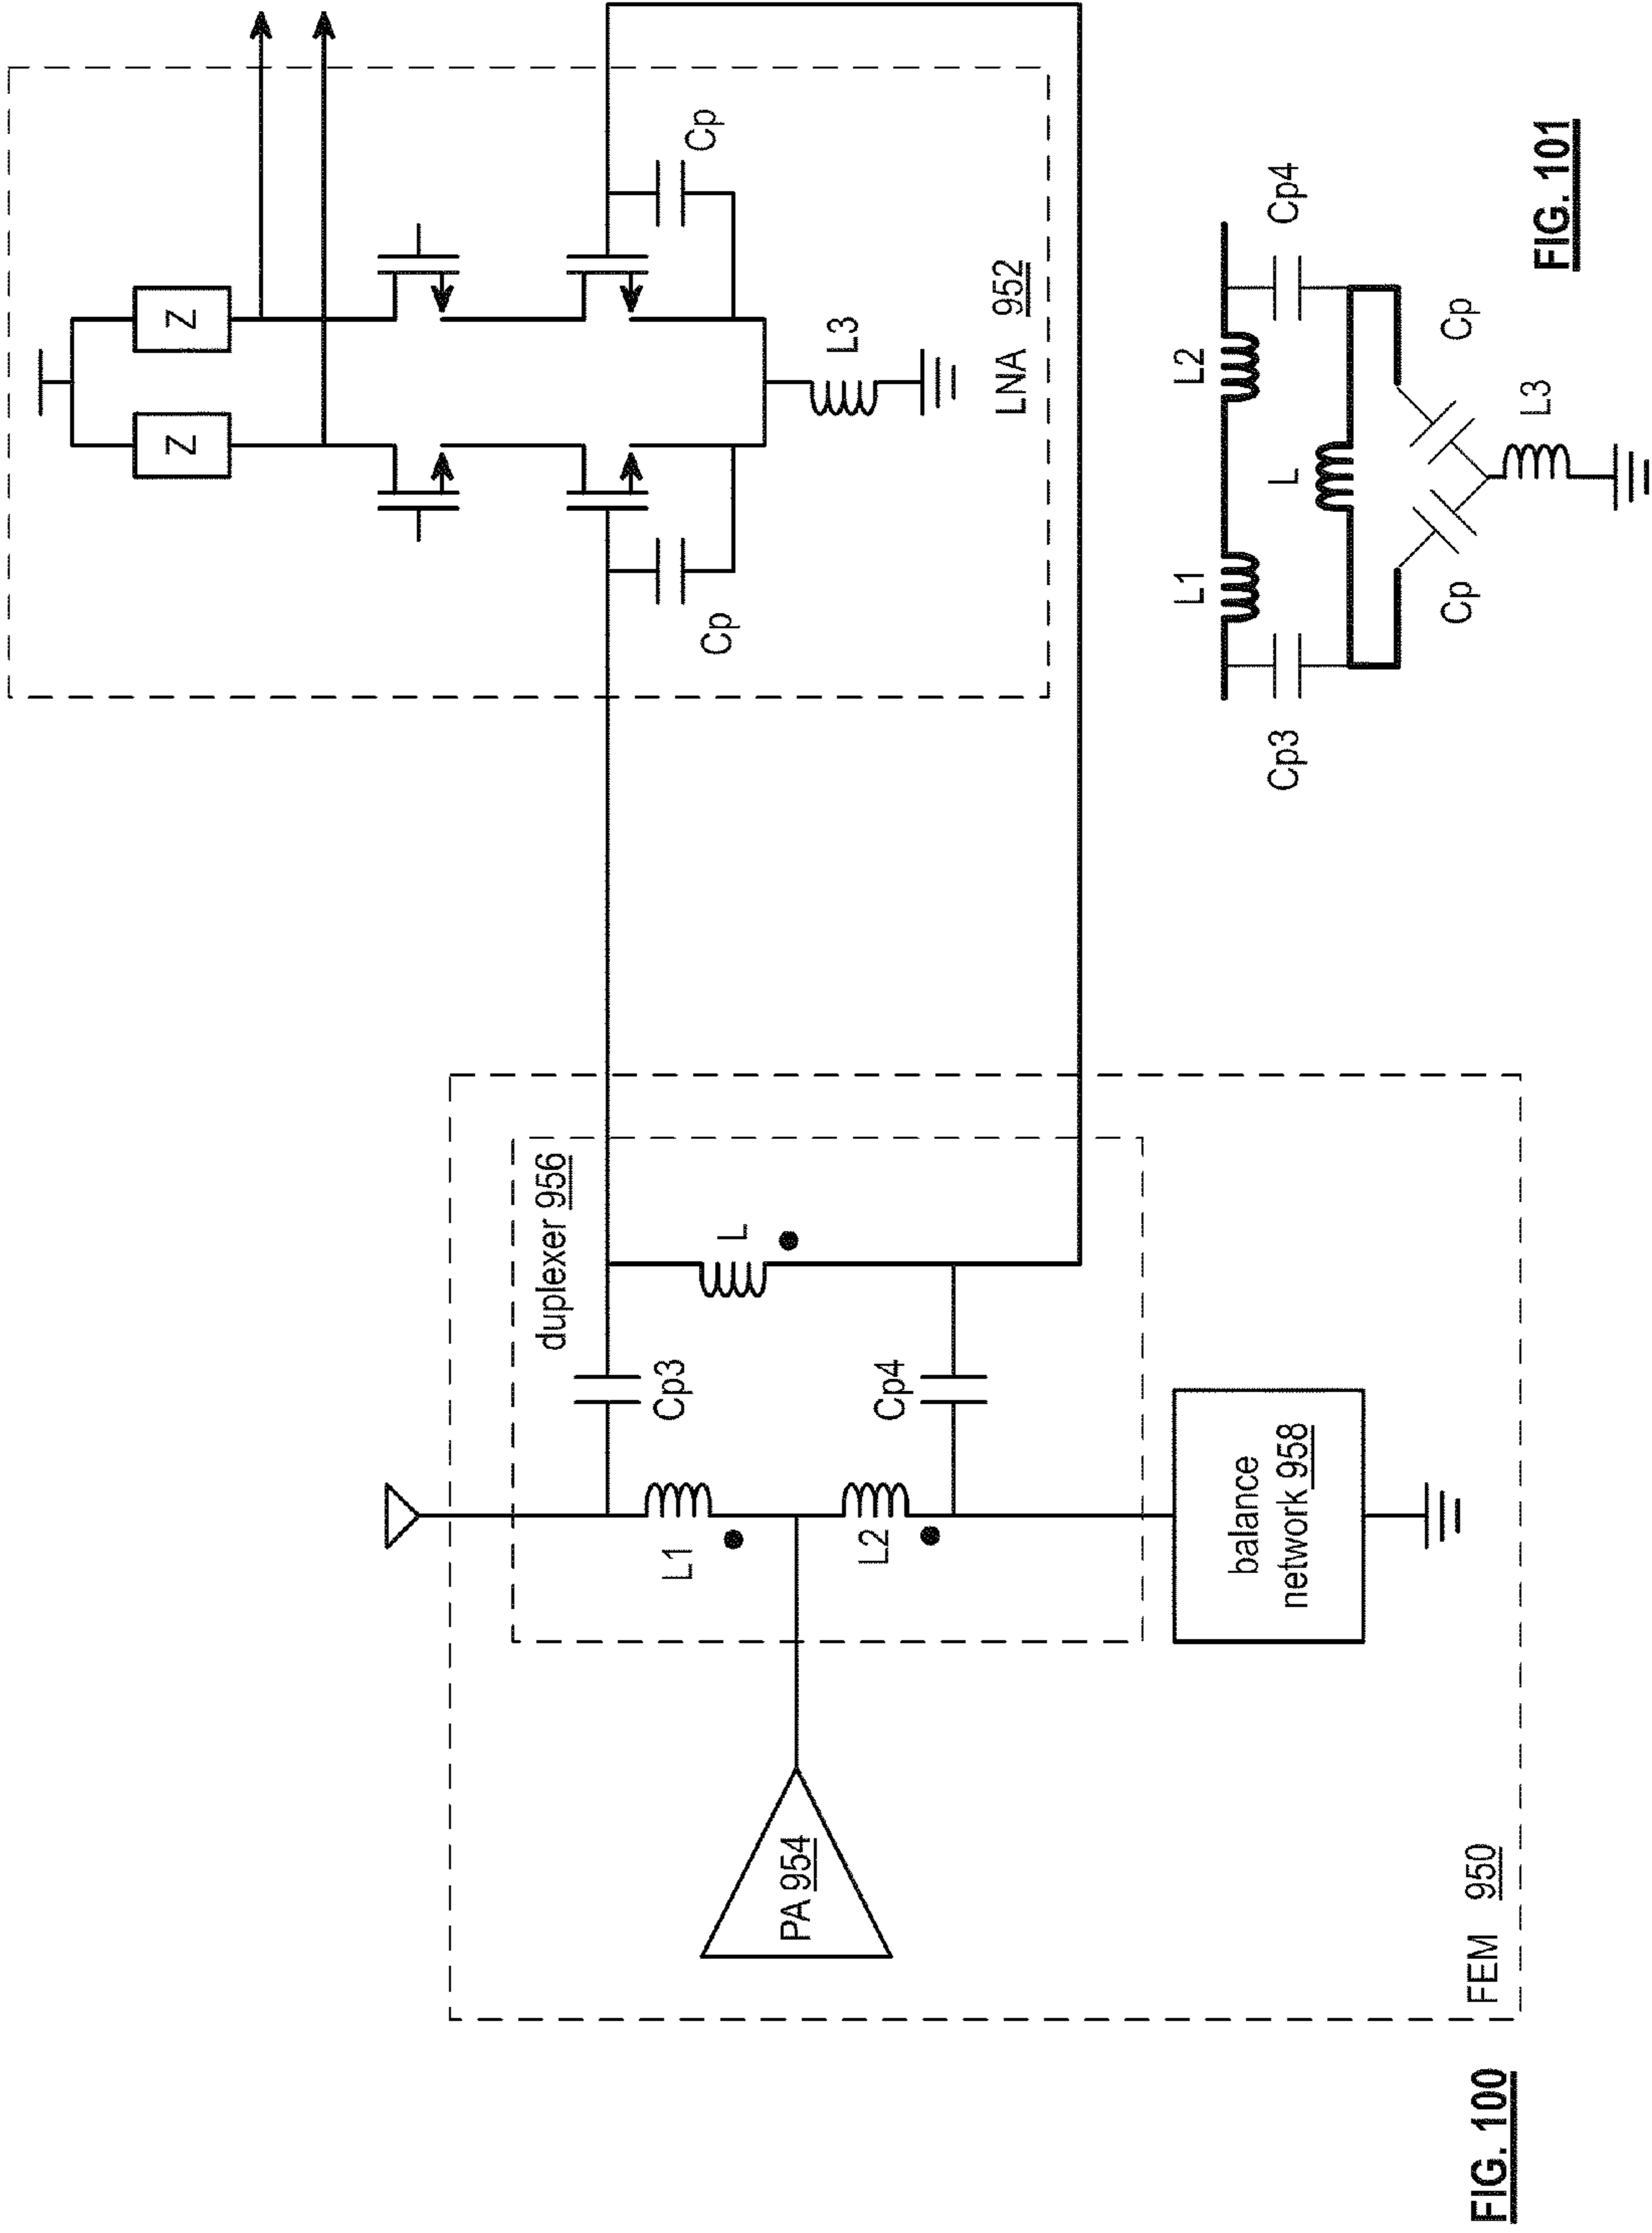 FIG. 100
FEM 950
PA 954
duplexer 956
L1
L2
Cp3
Cp4
L
balance
network 958
LNA 952
Z
Z
Cp
Cp
L3
FIG. 101
L1
L2
Cp3
Cp4
L
Cp
Cp
L3